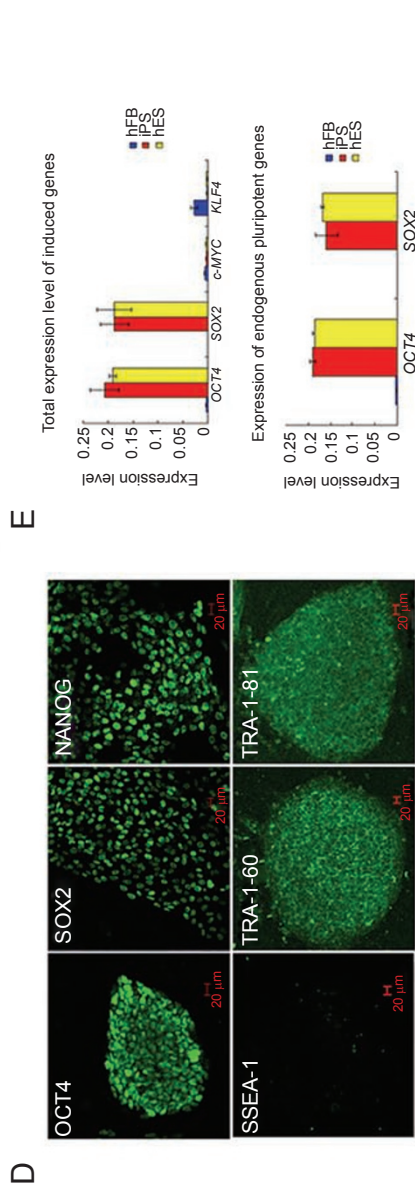 D
OCT4
20 μm
SOX2
20 μm
NANOG
20 μm
SSEA-1
20 μm
TRA-1-60
20 μm
TRA-1-81
20 μm
E
Total expression level of induced genes
Expression level
0.25
0.2
0.15
0.1
0.05
0
OCT4
SOX2
c-MYC
KLF4
hFB
iPS
hES
Expression of endogenous pluripotent genes
Expression level
0.25
0.2
0.15
0.1
0.05
0
OCT4
SOX2
hFB
iPS
hES